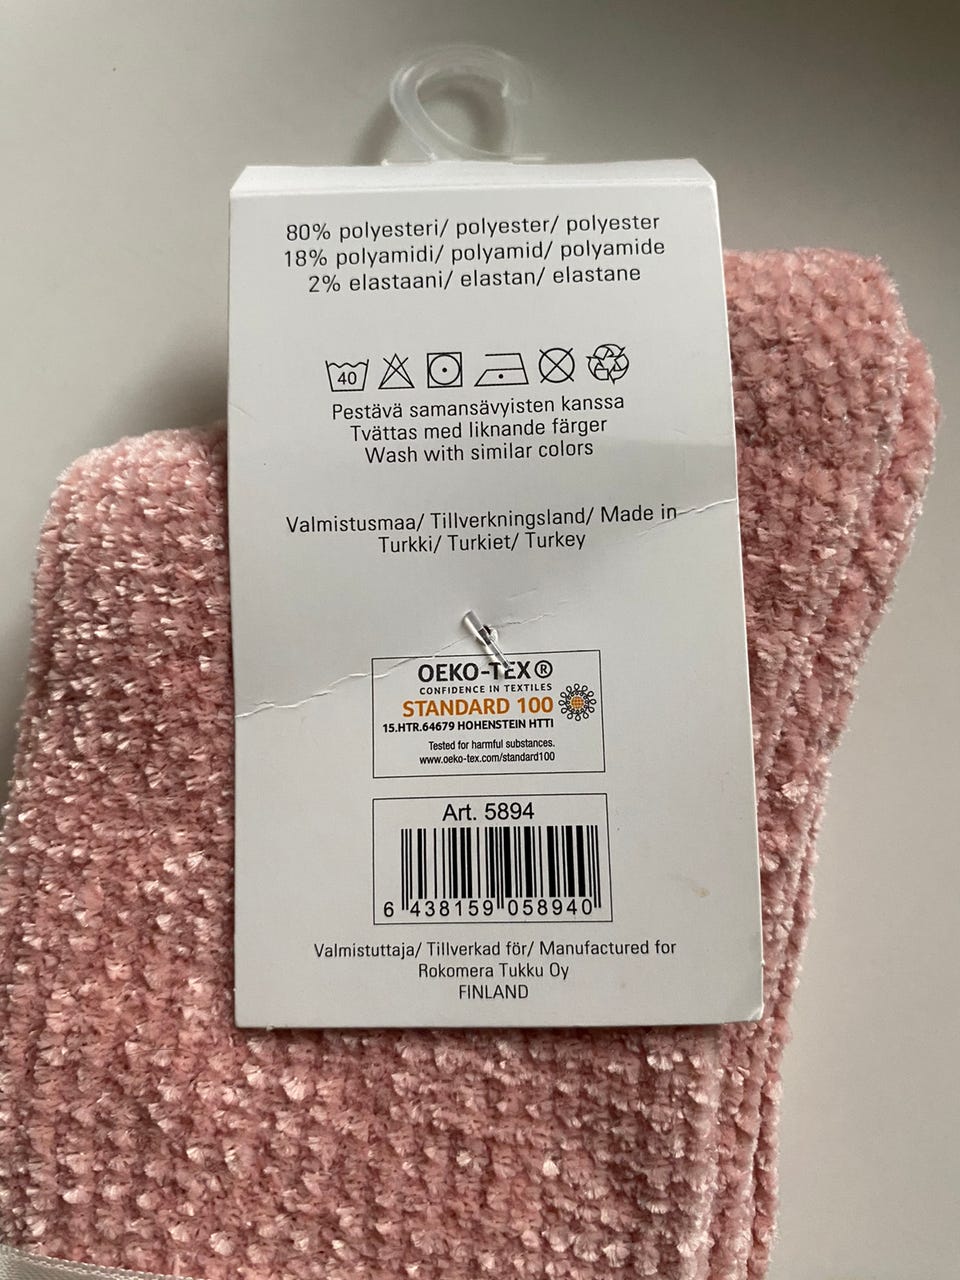 80% polyesteri/ polyester/ polyester
18% polyamidi/ polyamid/ polyamide
2% elastaani/ elastan/ elastane
40
Pestävä samansävyisten kanssa
Tvättas med liknande färger
Wash with similar colors
Valmistusmaa/ Tillverkningsland/ Made in
Turkki/ Turkiet/ Turkey
OEKO-TEX®
CONFIDENCE IN TEXTILES
STANDARD 100
15.HTR.64679 HOHENSTEIN HTTI
Tested for harmful substances.
www.oeko-tex.com/standard100
Art. 5894
6 438159 058940
Valmistuttaja/ Tillverkad för/ Manufactured for
Rokomera Tukku Oy
FINLAND